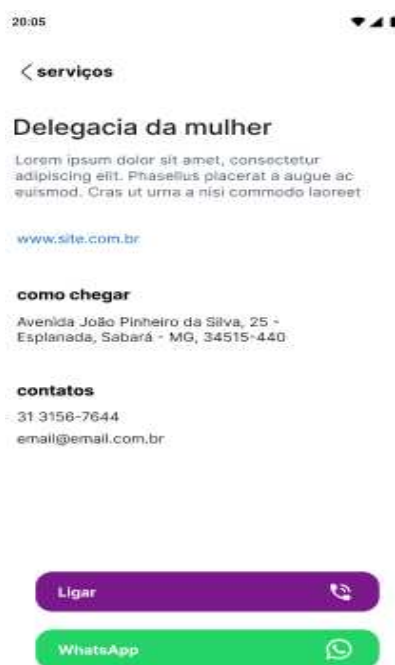 20:05
serviços
Delegacia da mulher
Lorem ipsum dolor sit amet, consectetur
adipiscing elit. Phasellus placerat a augue ac
euismod. Cras ut urna a nisi commodo laoreet
www.site.com.br
como chegar
Avenida João Pinheiro da Silva, 25 -
Esplanada, Sabará - MG, 34515-440
contatos
31 3156-7644
email@email.com.br
Ligar
WhatsApp